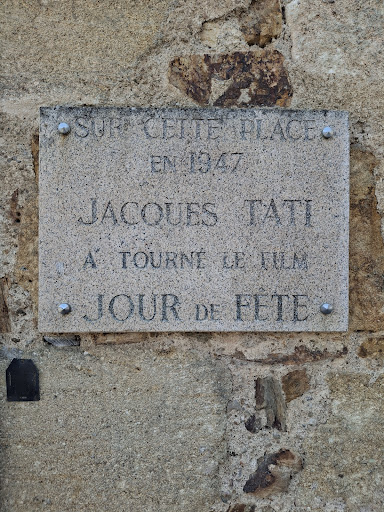 SUR CETTE PLACE
EN 1947
JACQUES TATI
A TOURNÉ LE FILM
JOUR DE FÊTE